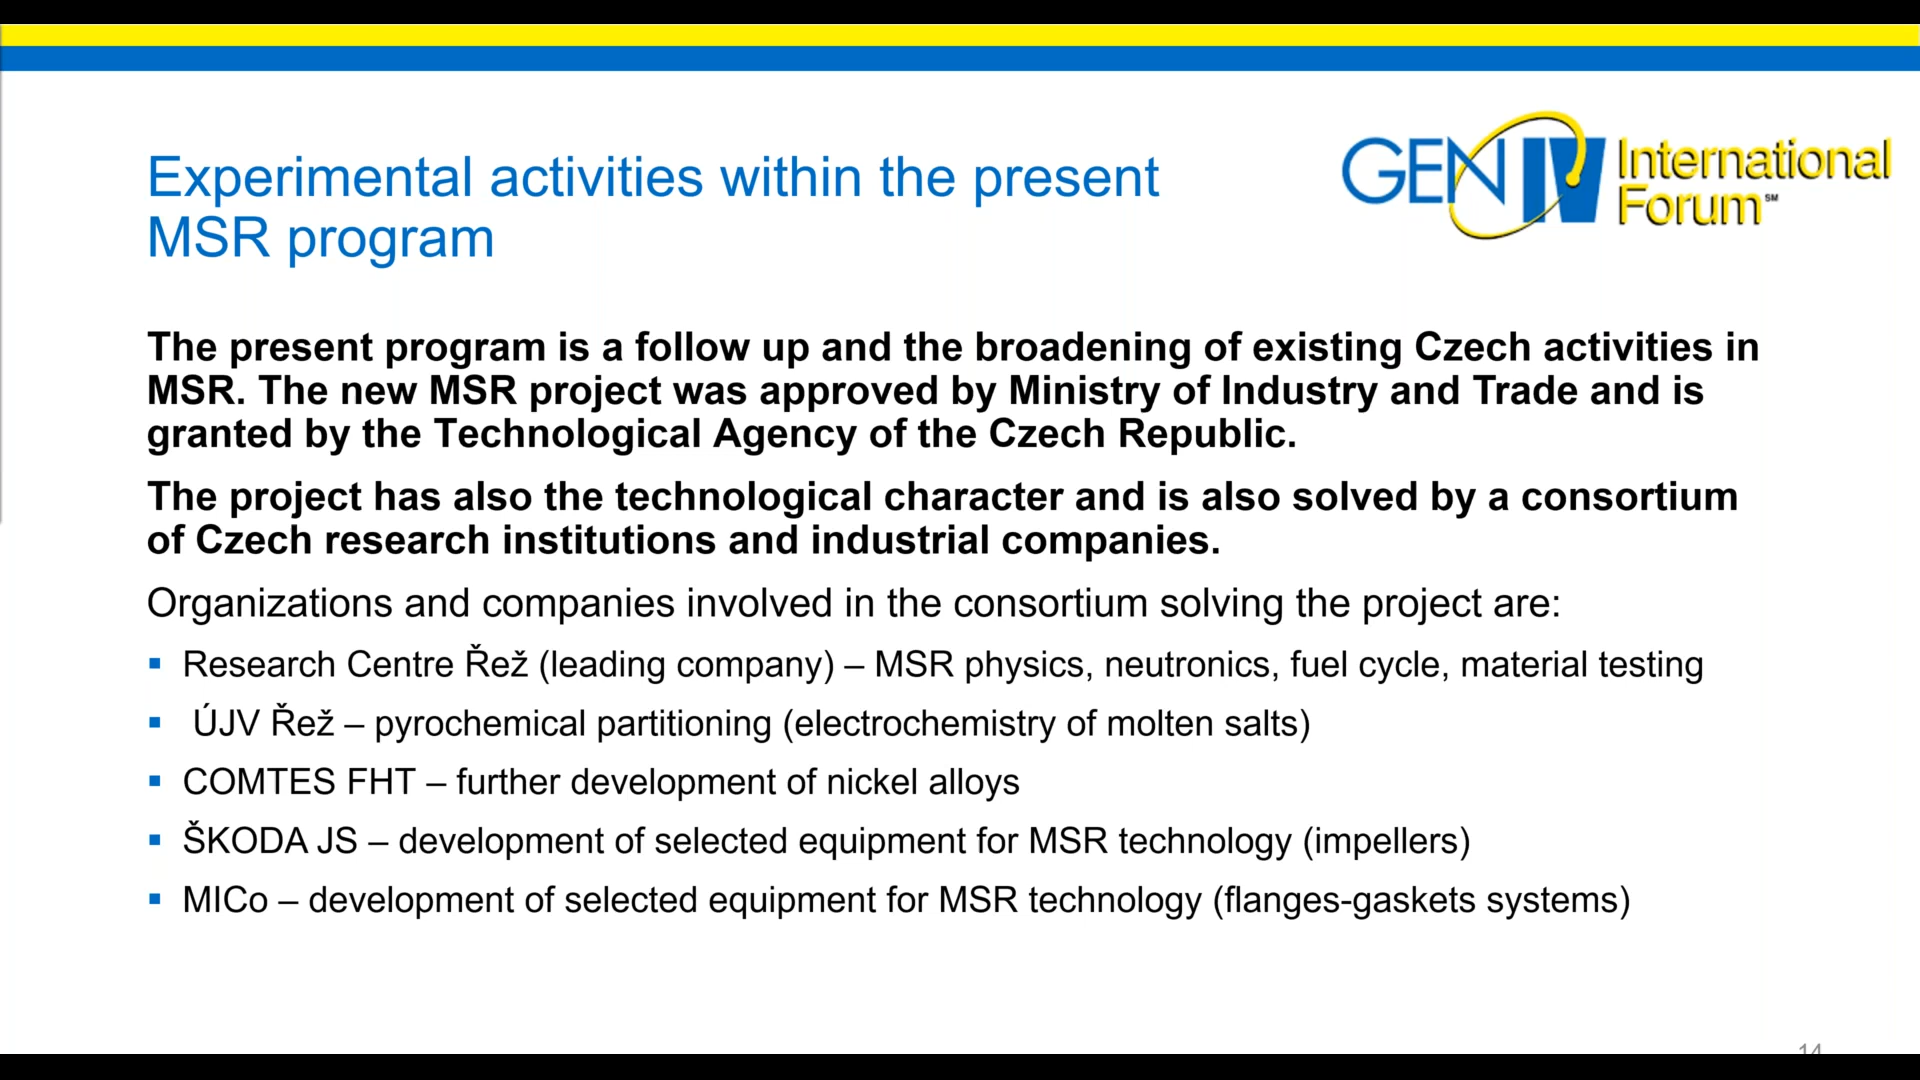 GEN IV International
Forum℠
Experimental activities within the present
MSR program
The present program is a follow up and the broadening of existing Czech activities in
MSR. The new MSR project was approved by Ministry of Industry and Trade and is
granted by the Technological Agency of the Czech Republic.
The project has also the technological character and is also solved by a consortium
of Czech research institutions and industrial companies.
Organizations and companies involved in the consortium solving the project are:
▪ Research Centre Řež (leading company) – MSR physics, neutronics, fuel cycle, material testing
▪ ÚJV Řež – pyrochemical partitioning (electrochemistry of molten salts)
▪ COMTES FHT – further development of nickel alloys
▪ ŠKODA JS – development of selected equipment for MSR technology (impellers)
▪ MICo – development of selected equipment for MSR technology (flanges-gaskets systems)
14